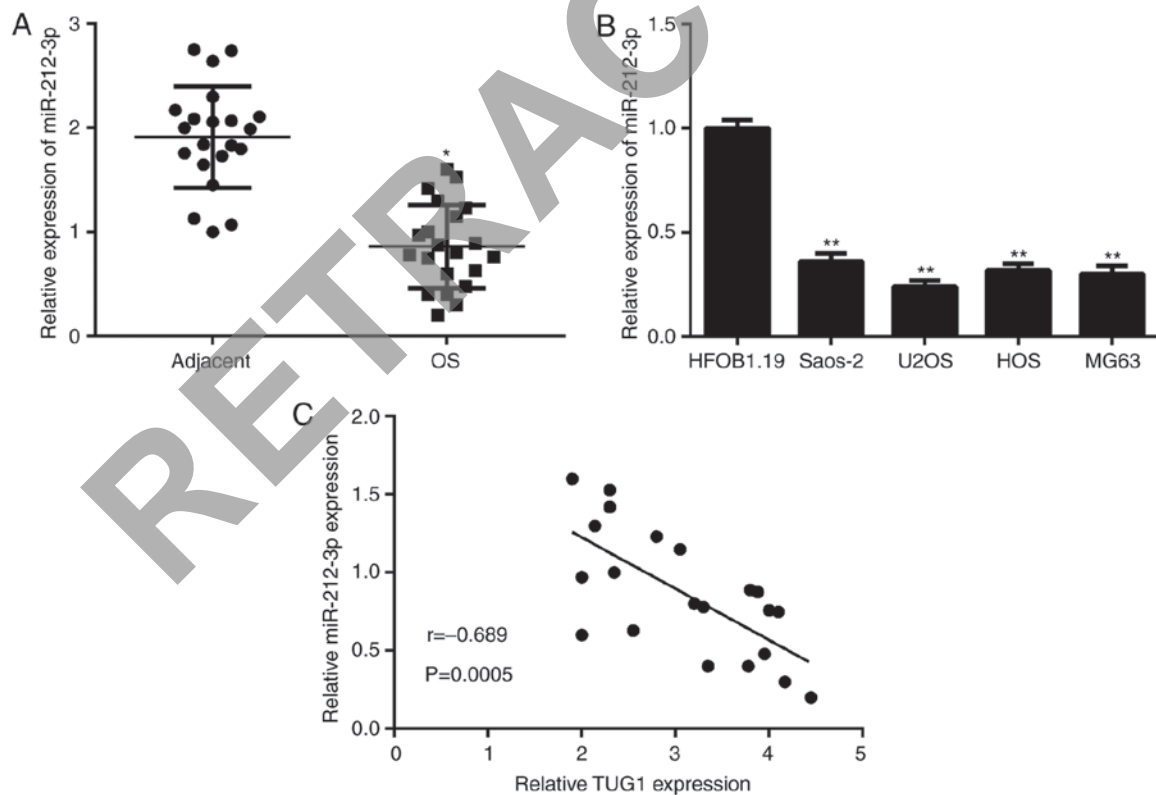 A
Relative expression of miR-212-3p
3
2
1
0
*
Adjacent
OS
B
Relative expression of miR-212-3p
1.5
1.0
0.5
0.0
**
**
**
**
HFOB1.19
Saos-2
U2OS
HOS
MG63
C
Relative miR-212-3p expression
2.0
1.5
1.0
0.5
0.0
r=−0.689
P=0.0005
0
1
2
3
4
5
Relative TUG1 expression
RETRAC